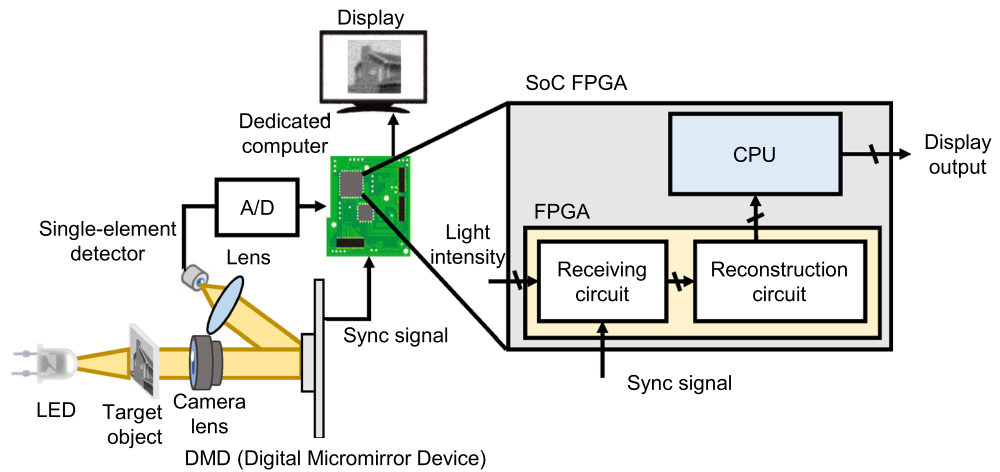 Display
SoC FPGA
Dedicated
computer
CPU
Display
output
A/D
FPGA
Single-element
detector
Lens
Light
intensity
Receiving
circuit
Reconstruction
circuit
Sync signal
Sync signal
LED
Target
object
Camera
lens
DMD (Digital Micromirror Device)